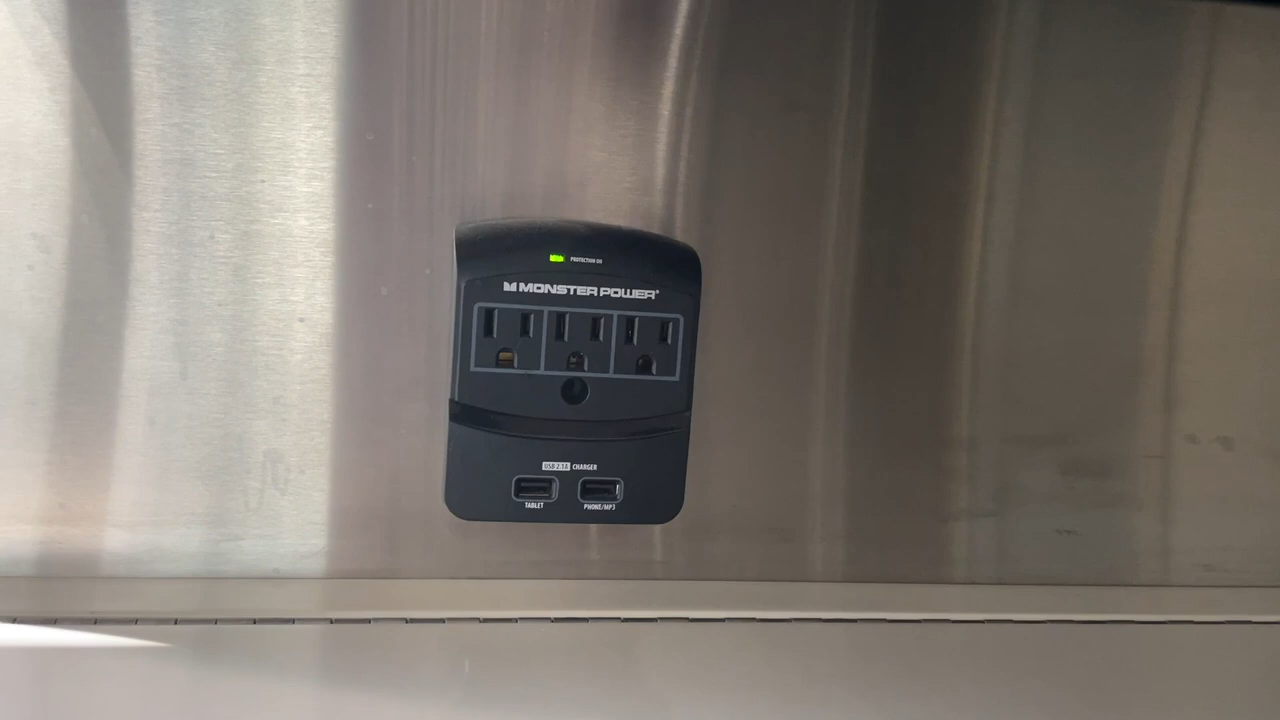 PROTECTION ON
MONSTER POWER®
USB 2.1A CHARGER
TABLET PHONE/MP3